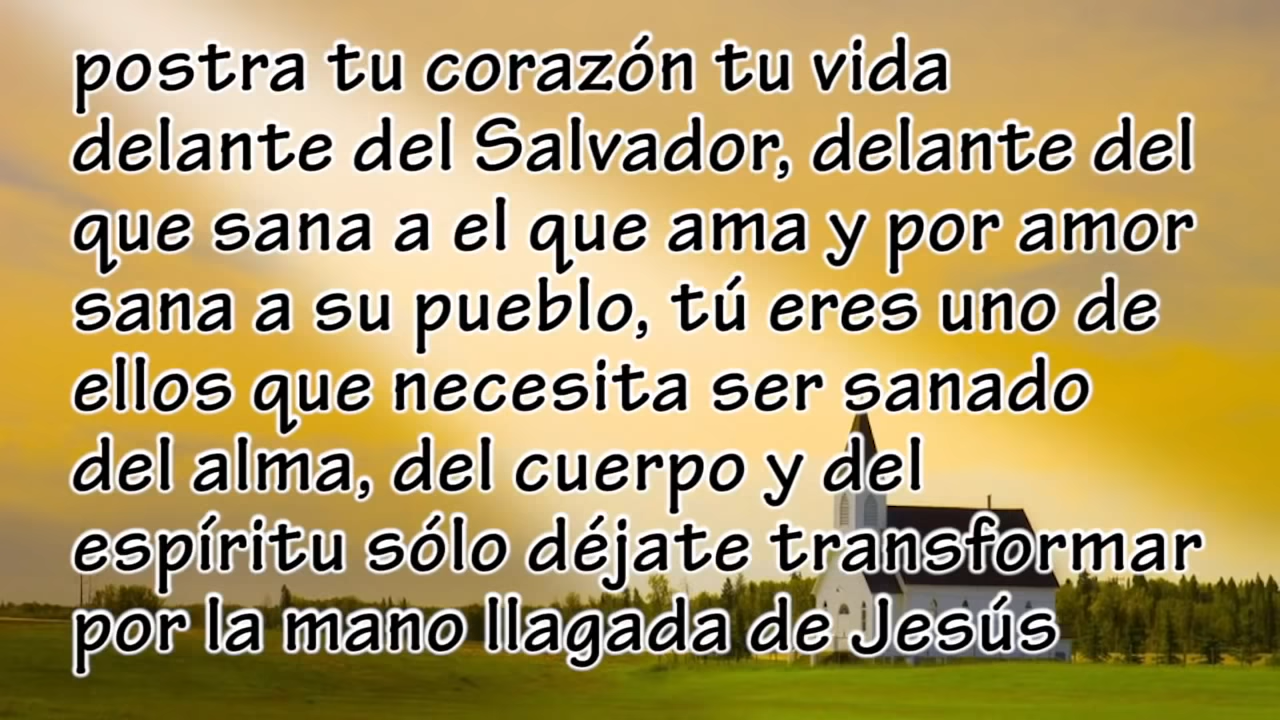 postra tu corazón tu vida
delante del Salvador, delante del
que sana a el que ama y por amor
sana a su pueblo, tú eres uno de
ellos que necesita ser sanado
del alma, del cuerpo y del
espíritu sólo déjate transformar
por la mano llagada de Jesús